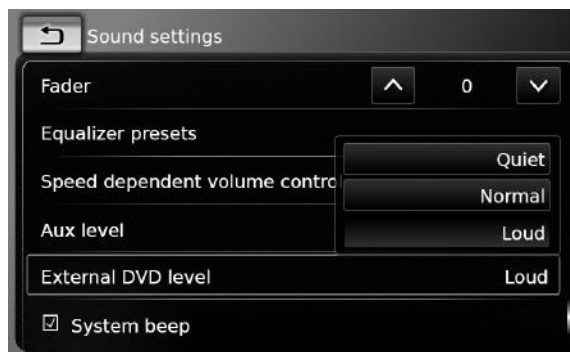 Sound settings
Fader 0
Equalizer presets
Quiet
Speed dependent volume control
Normal
Aux level Loud
External DVD level Loud
System beep